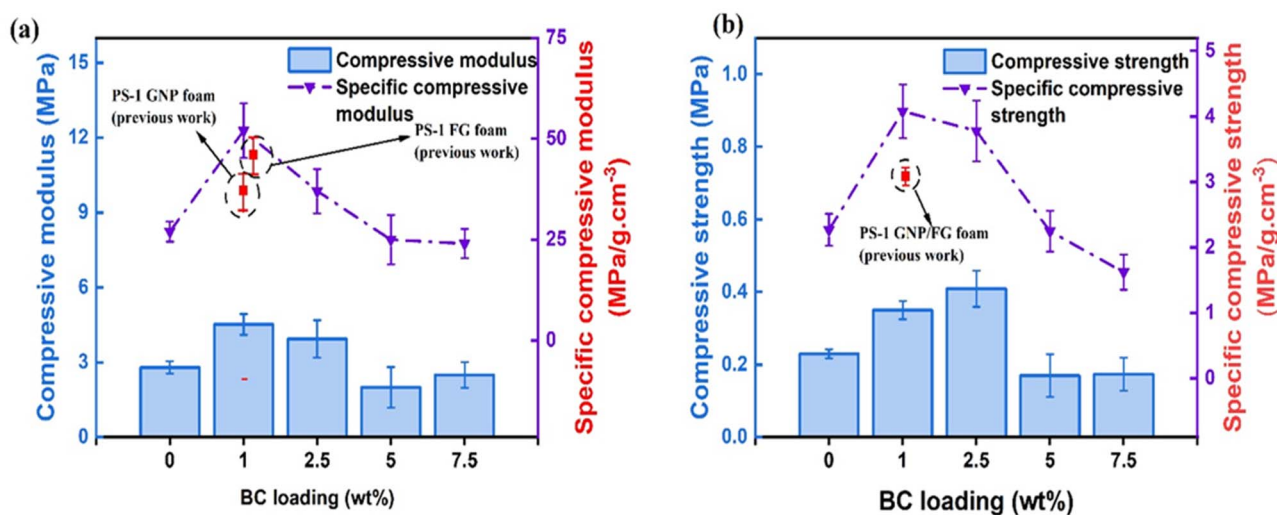 (a)
Compressive modulus (MPa)
15
12
9
6
3
0
Compressive modulus
Specific compressive
modulus
PS-1 GNP foam
(previous work)
PS-1 FG foam
(previous work)
75
50
25
0
Specific compressive modulus
(MPa/g.cm-3)
0 1 2.5 5 7.5
BC loading (wt%)
(b)
Compressive strength (MPa)
1.0
0.8
0.6
0.4
0.2
0.0
Compressive strength
Specific compressive
strength
PS-1 GNP/FG foam
(previous work)
5
4
3
2
1
0
Specific compressive strength
(MPa/g.cm-3)
0 1 2.5 5 7.5
BC loading (wt%)